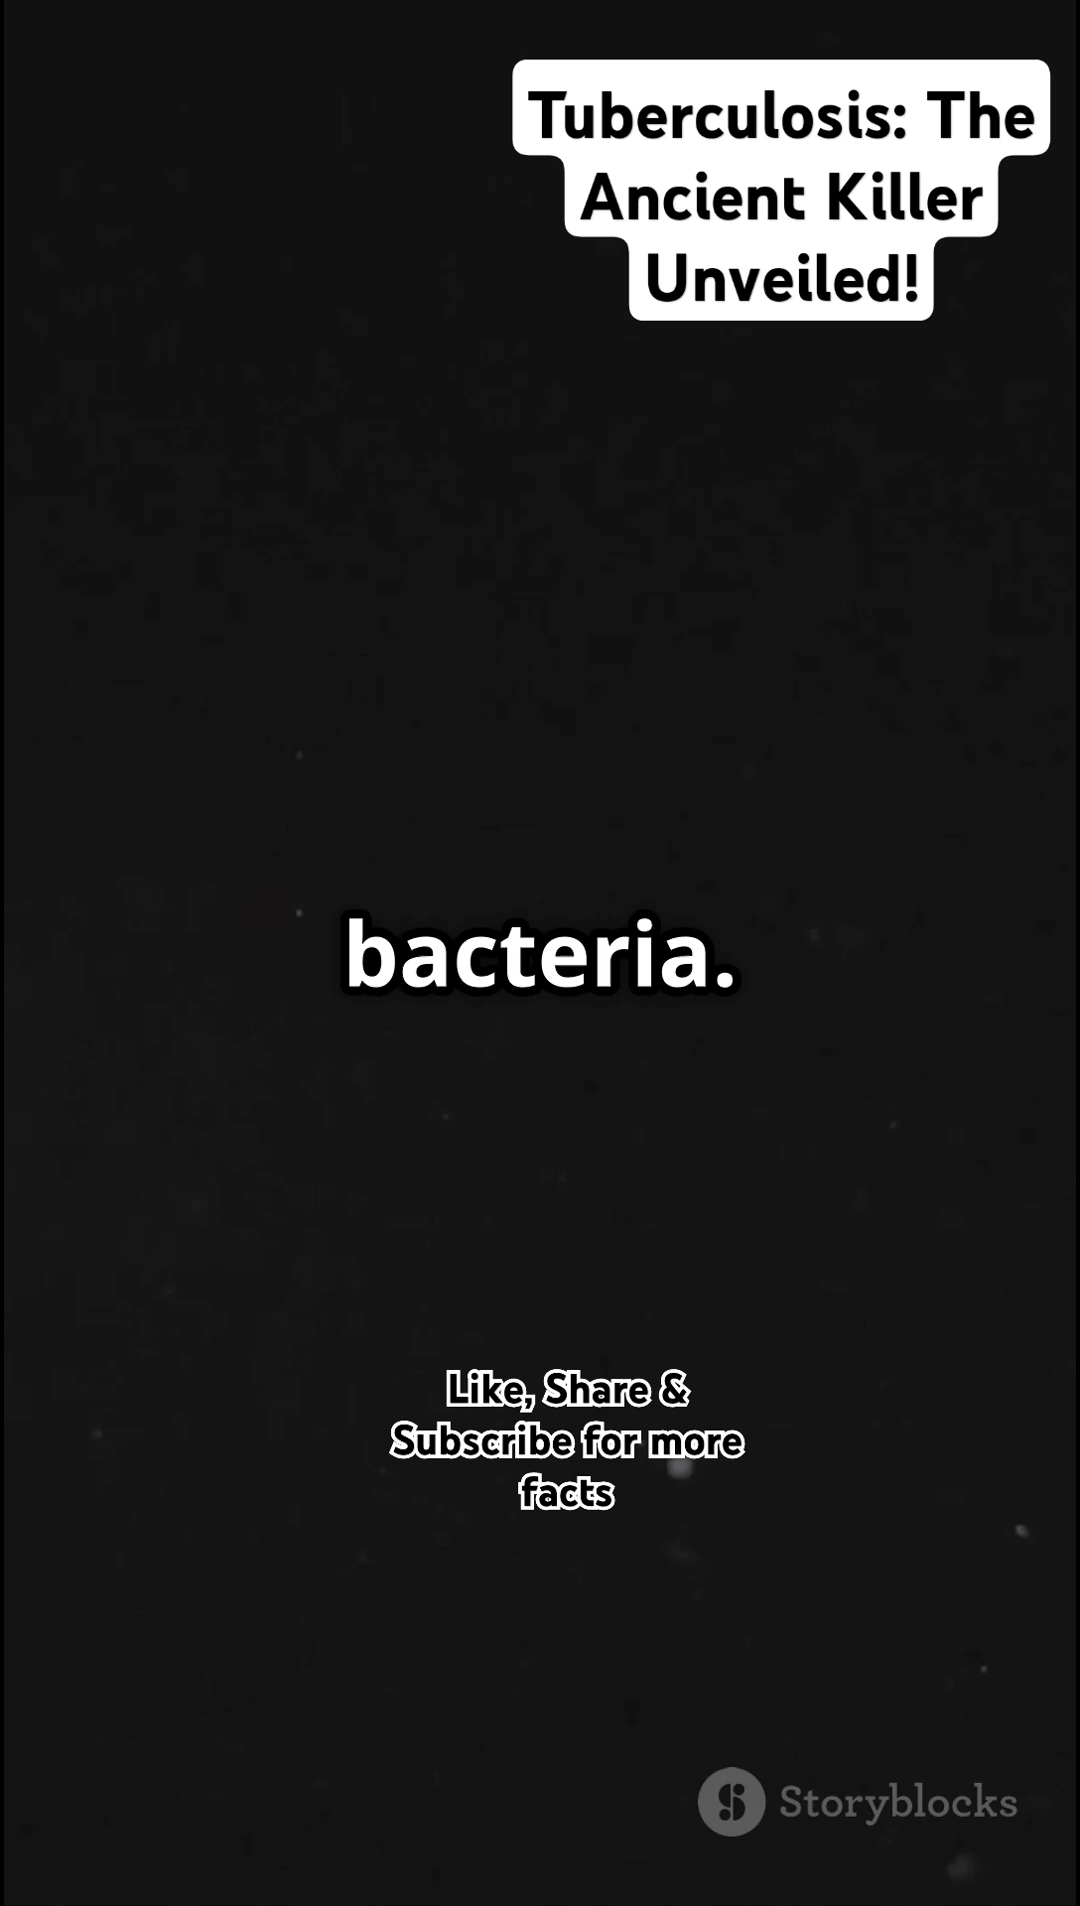 Tuberculosis: The
Ancient Killer
Unveiled!
bacteria.
Like, Share &
Subscribe for more
facts
Storyblocks